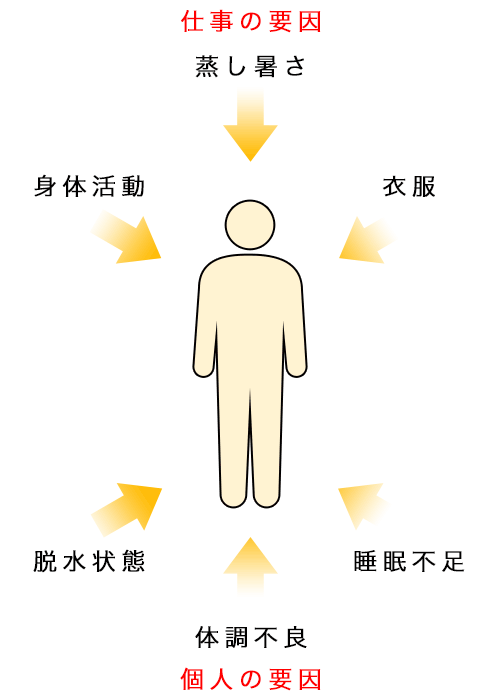 仕事の要因
蒸し暑さ
身体活動
衣服
脱水状態
睡眠不足
体調不良
個人の要因